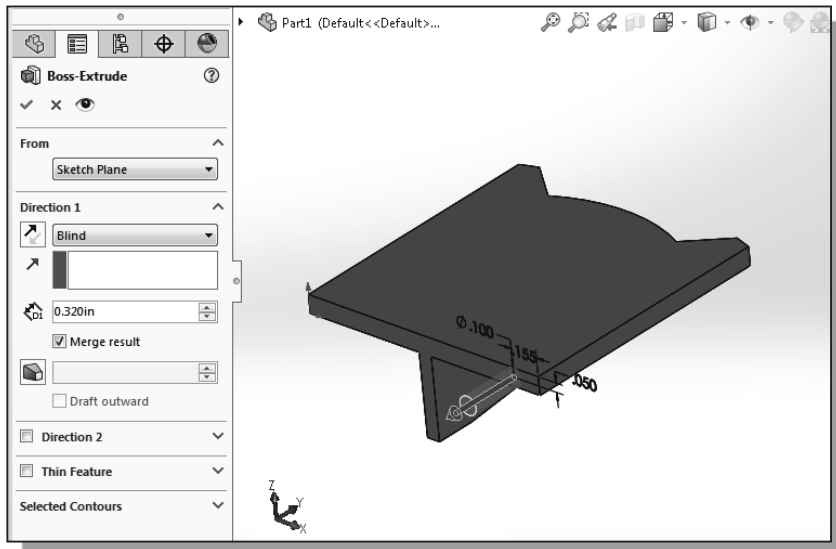 Part1 (Default<<Default>...
Boss-Extrude
From
Sketch Plane
Direction 1
Blind
D1
0.320in
Merge result
Draft outward
Direction 2
Thin Feature
Selected Contours
Ø.100
.155
.050
Z
Y
X